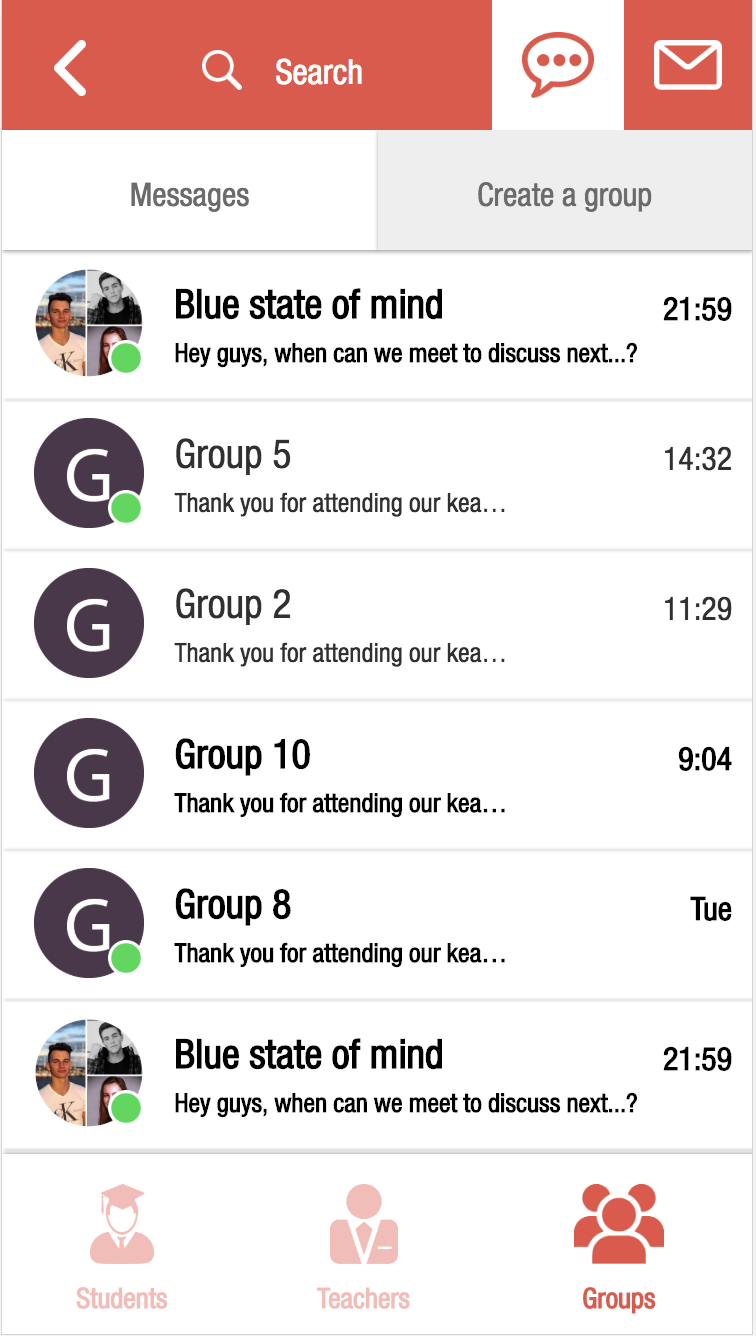 Search
Messages
Create a group
Blue state of mind
21:59
Hey guys, when can we meet to discuss next...?
G
Group 5
14:32
Thank you for attending our kea…
G
Group 2
11:29
Thank you for attending our kea…
G
Group 10
9:04
Thank you for attending our kea…
G
Group 8
Tue
Thank you for attending our kea…
Blue state of mind
21:59
Hey guys, when can we meet to discuss next...?
Students
Teachers
Groups